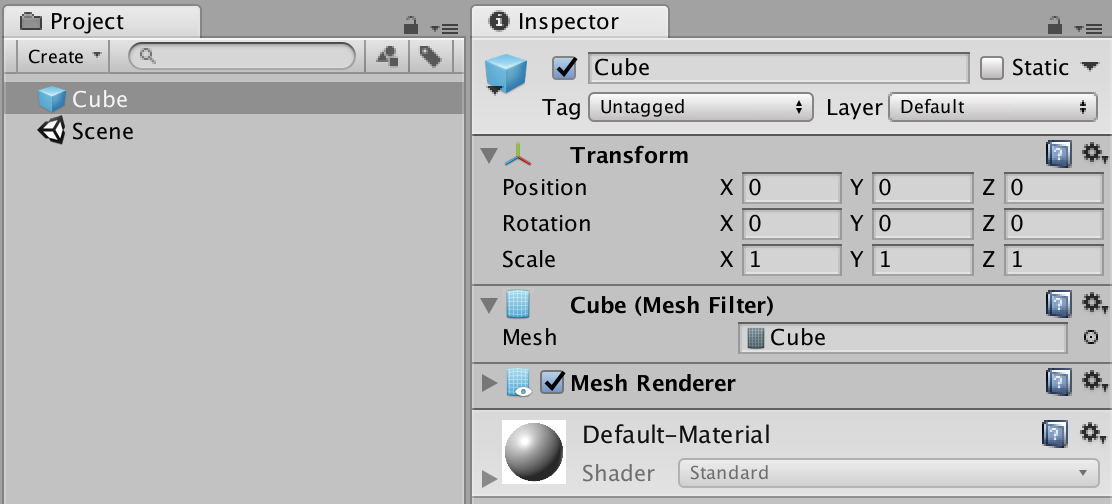 Project
Create
Cube
Scene
Inspector
Cube Static
Tag Untagged Layer Default
Transform
Position X 0 Y 0 Z 0
Rotation X 0 Y 0 Z 0
Scale X 1 Y 1 Z 1
Cube (Mesh Filter)
Mesh Cube
Mesh Renderer
Default-Material
Shader Standard